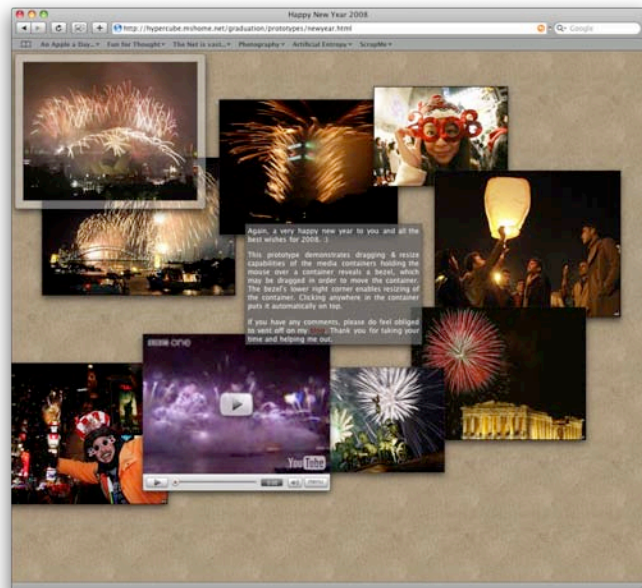 Happy New Year 2008
http://hypercube.mihome.net/graduation/prototypes/newyear.html
Google
An Apple a Day... Fun for Thought The Net is vast... Photography Artificial Entropy ScrapMe
Again, a very happy new year to you and all the
best wishes for 2008. :)
This prototype demonstrates dragging & resize
capabilities of the media containers holding the
mouse over a container reveals a bezel, which
may be dragged in order to move the container.
The bezel's lower right corner enables resizing of
the container. Clicking anywhere in the container
puts it automatically on top.
If you have any comments, please do feel obliged
to vent off on my blog. Thank you for taking your
time and helping me out.
BBC ONE
2008
You Tube